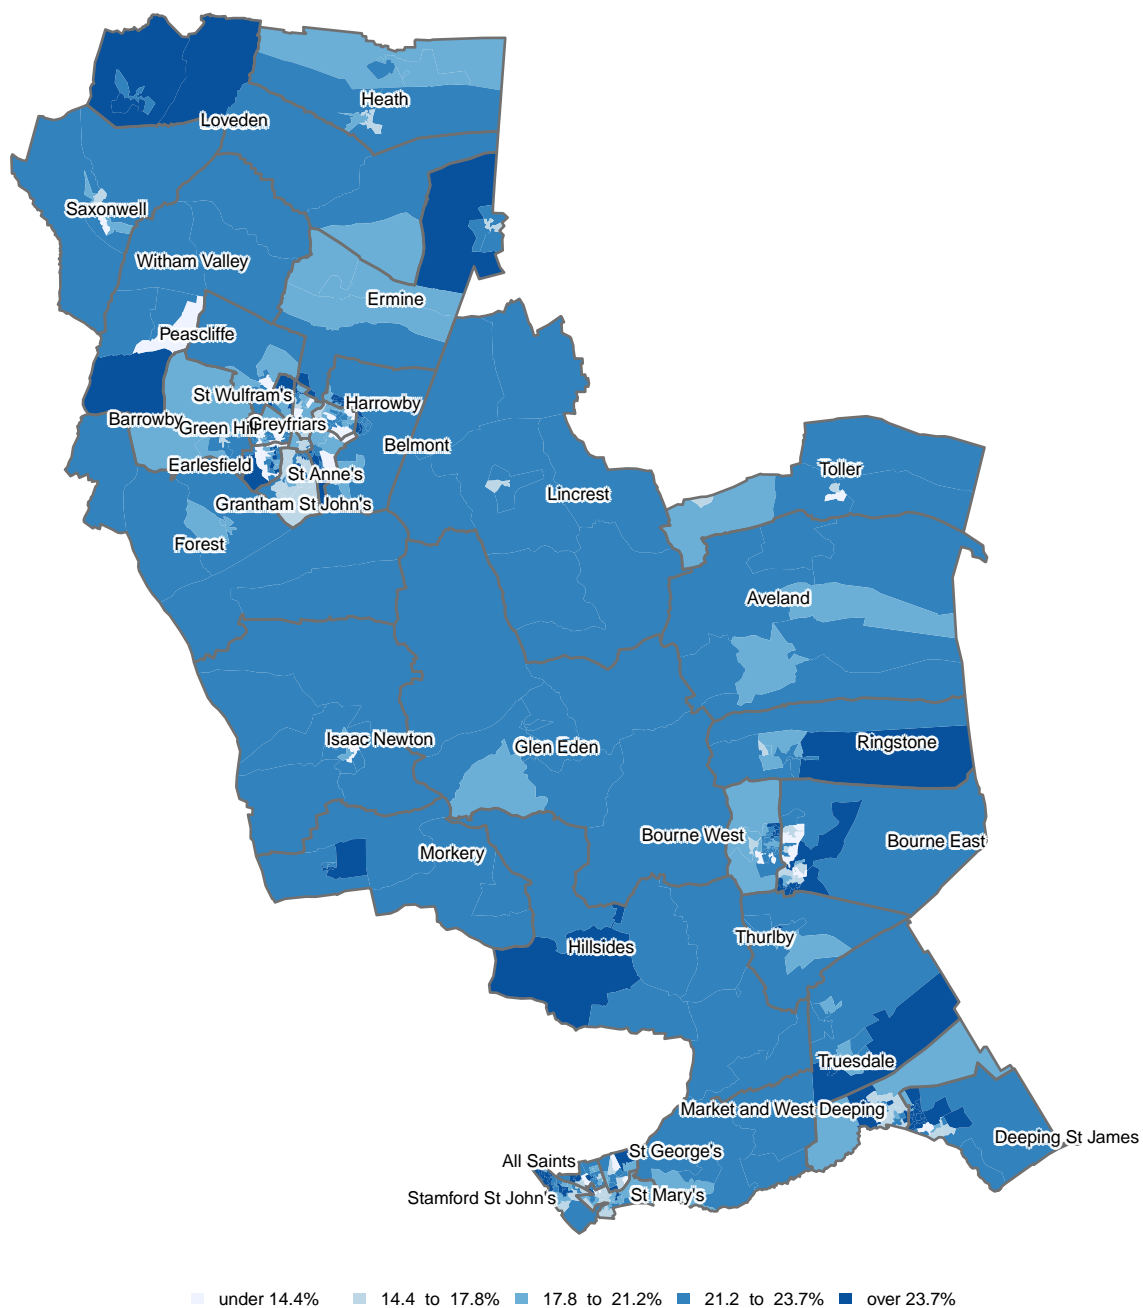 Heath
Loveden
Saxonwell
Witham Valley
Ermine
Peascliffe
St Wulfram's
Harrowby
Barrowby
Green Hill
Greyfriars
Belmont
Earlesfield
St Anne's
Toller
Lincrest
Grantham St John's
Forest
Aveland
Isaac Newton
Glen Eden
Ringstone
Bourne West
Bourne East
Morkery
Thurlby
Hillsides
Truesdale
Market and West Deeping
Deeping St James
St George's
All Saints
Stamford St John's
St Mary's
under 14.4% 14.4 to 17.8% 17.8 to 21.2% 21.2 to 23.7% over 23.7%